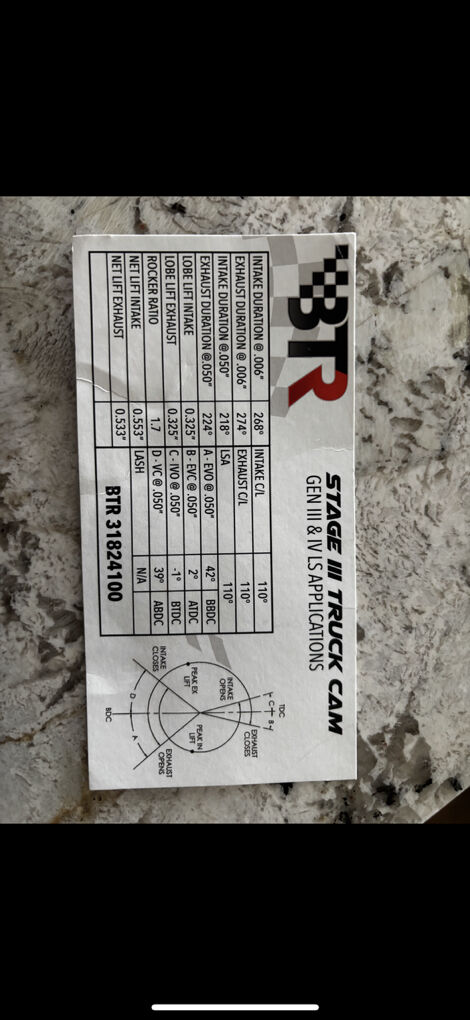 BTR
STAGE III TRUCK CAM
GEN III & IV LS APPLICATIONS
INTAKE DURATION @ .006" 268° INTAKE C/L 110°
EXHAUST DURATION @ .006" 274° EXHAUST C/L 110°
INTAKE DURATION @.050" 218° LSA 110°
EXHAUST DURATION @.050" 224° A - EVO @ .050" 42° BBDC
LOBE LIFT INTAKE 0.325" B - EVC @ .050" 2° ATDC
LOBE LIFT EXHAUST 0.325" C - IVO @ .050" -1° BTDC
ROCKER RATIO 1.7 D - VC @ .050" 39° ABDC
NET LIFT INTAKE 0.553" LASH N/A
NET LIFT EXHAUST 0.533" BTR 31824100
TDC
C B
INTAKE
OPENS
EXHAUST
CLOSES
PEAK EX
LIFT
PEAK IN
LIFT
INTAKE
CLOSES
EXHAUST
OPENS
D A
BDC